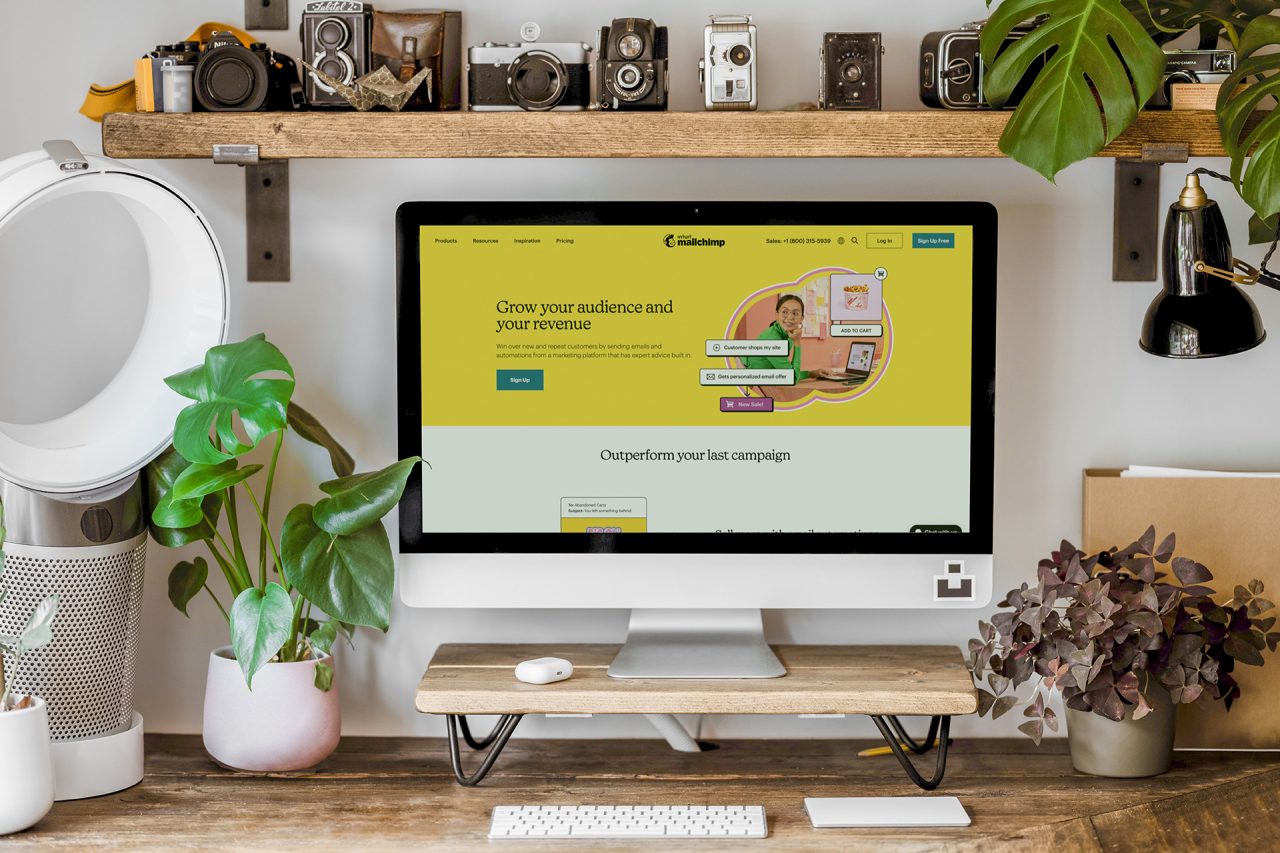 Nikon
Products
Resources
Inspiration
Pricing
intuit
mailchimp
Sales: +1 (800) 315-5939
Log In
Sign Up Free
Grow your audience and
your revenue
Win over new and repeat customers by sending emails and
automations from a marketing platform that has expert advice built in.
Sign Up
ADD TO CART
Customer shops my site
Gets personalized email offer
New Sale!
Outperform your last campaign
No Abandoned Carts
Subject: You left something behind
Chat with us